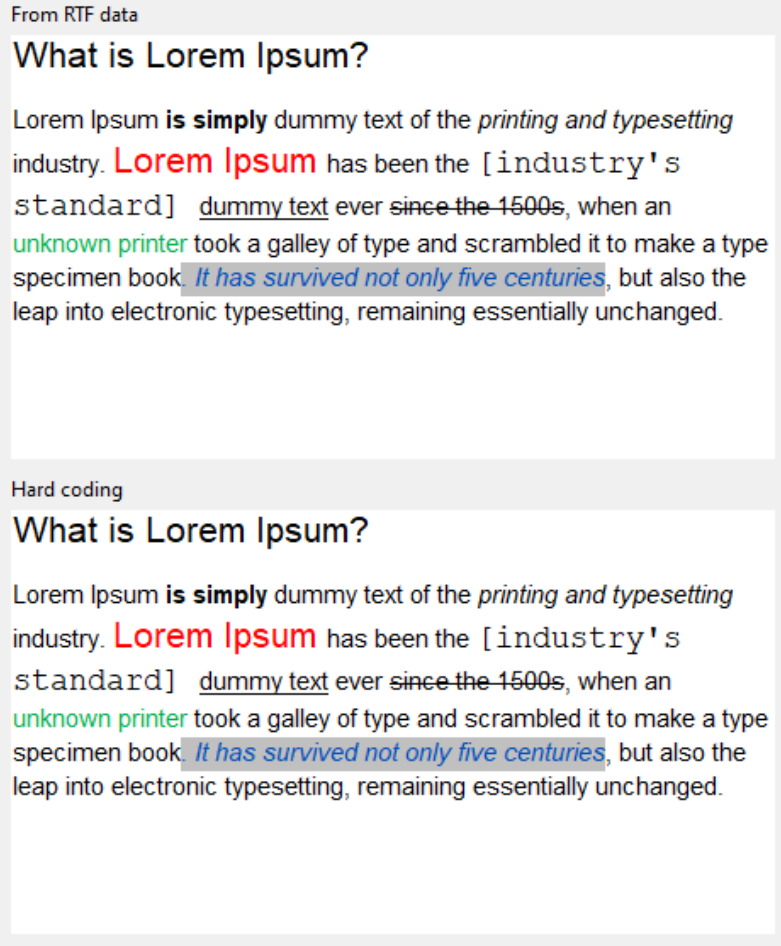 From RTF data
What is Lorem Ipsum?
Lorem Ipsum is simply dummy text of the printing and typesetting
industry. Lorem Ipsum has been the [industry's
standard] dummy text ever since the 1500s, when an
unknown printer took a galley of type and scrambled it to make a type
specimen book. It has survived not only five centuries, but also the
leap into electronic typesetting, remaining essentially unchanged.
Hard coding
What is Lorem Ipsum?
Lorem Ipsum is simply dummy text of the printing and typesetting
industry. Lorem Ipsum has been the [industry's
standard] dummy text ever since the 1500s, when an
unknown printer took a galley of type and scrambled it to make a type
specimen book. It has survived not only five centuries, but also the
leap into electronic typesetting, remaining essentially unchanged.